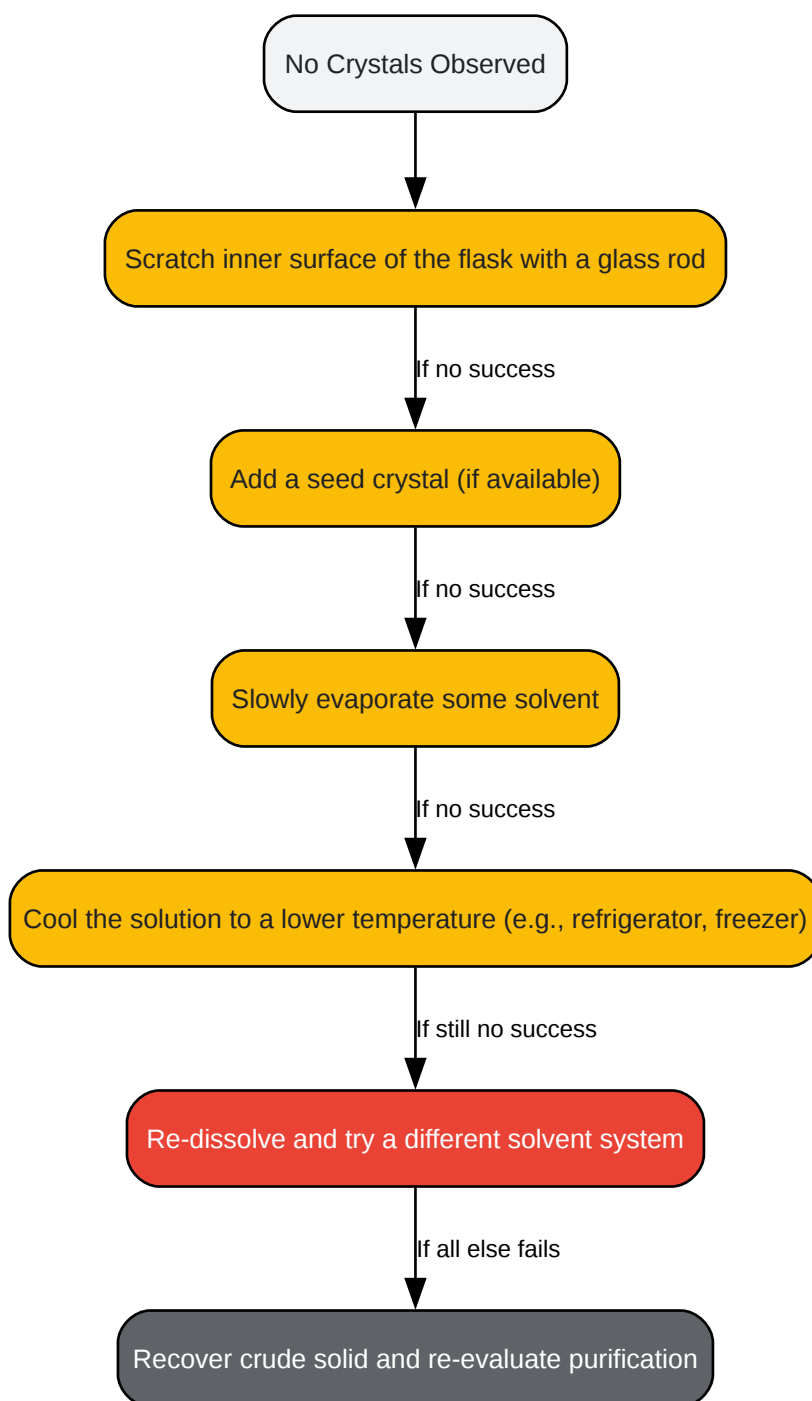 No Crystals Observed
Scratch inner surface of the flask with a glass rod
If no success
Add a seed crystal (if available)
If no success
Slowly evaporate some solvent
If no success
Cool the solution to a lower temperature (e.g., refrigerator, freezer)
If still no success
Re-dissolve and try a different solvent system
If all else fails
Recover crude solid and re-evaluate purification